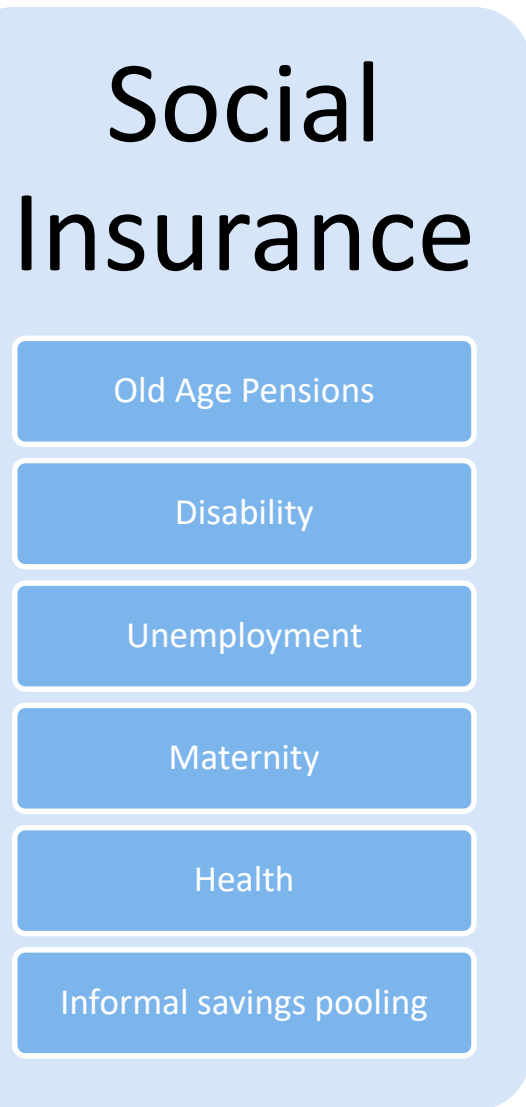 Social
Insurance
Old Age Pensions
Disability
Unemployment
Maternity
Health
Informal savings pooling